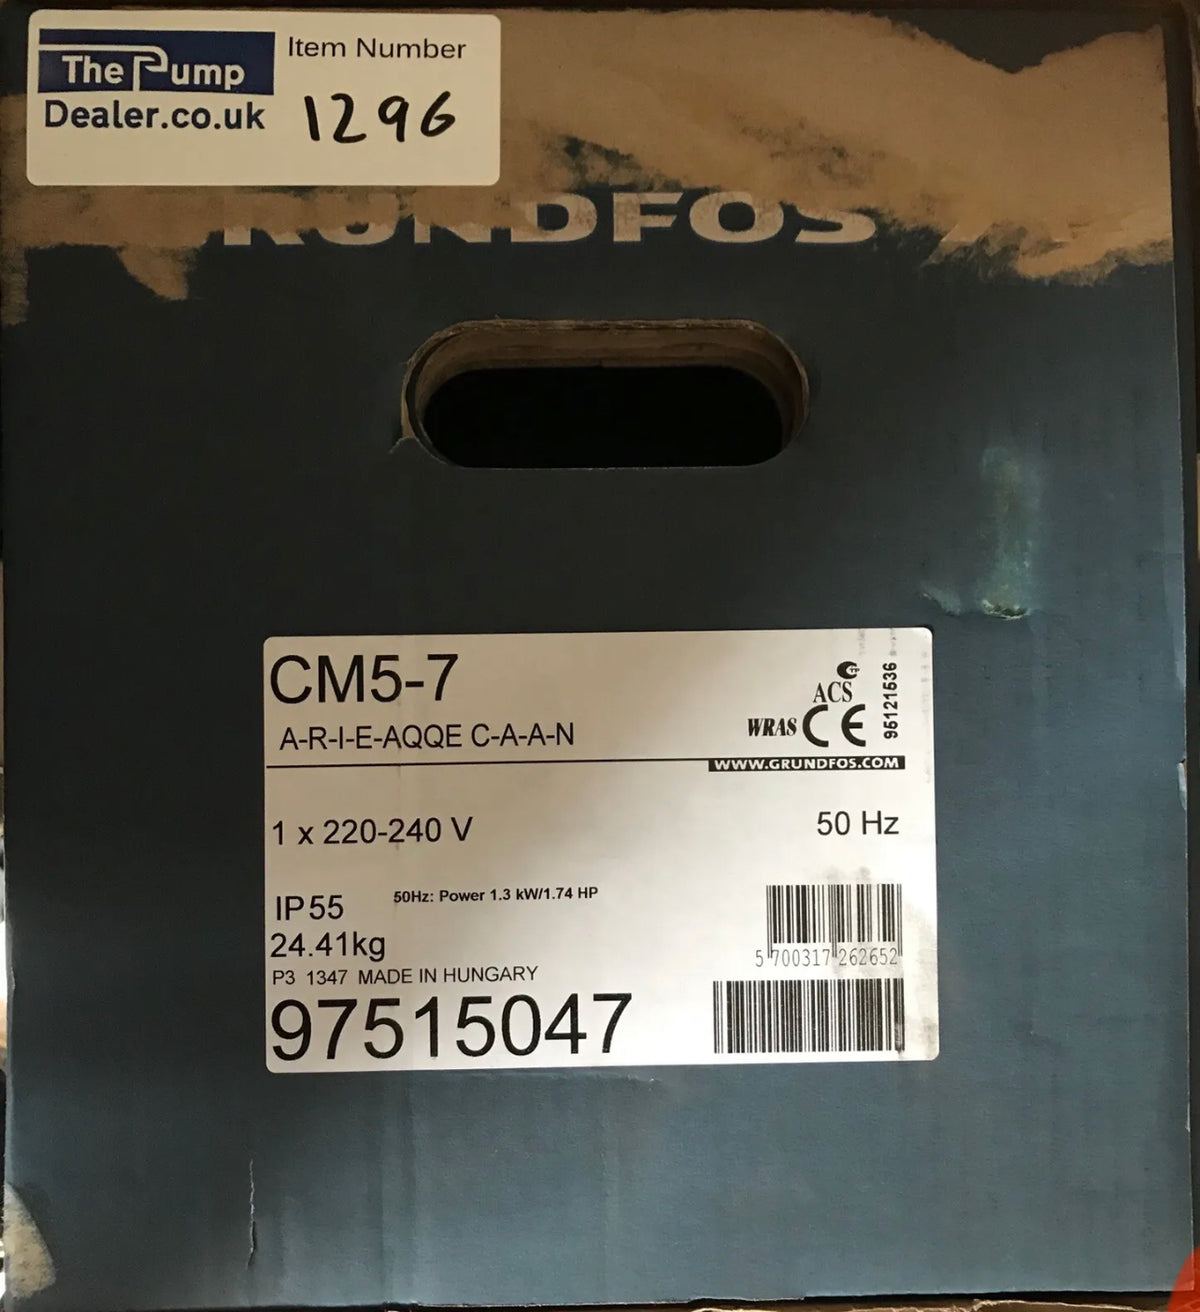 The Pump
Dealer.co.uk
Item Number
1296
GRUNDFOS
CM5-7
A-R-I-E-AQQE C-A-A-N
ACS
WRAS CE
96121536
WWW.GRUNDFOS.COM
1 x 220-240 V
50 Hz
IP55
50Hz: Power 1.3 kW/1.74 HP
24.41kg
P3 1347 MADE IN HUNGARY
97515047
5 700317 262652